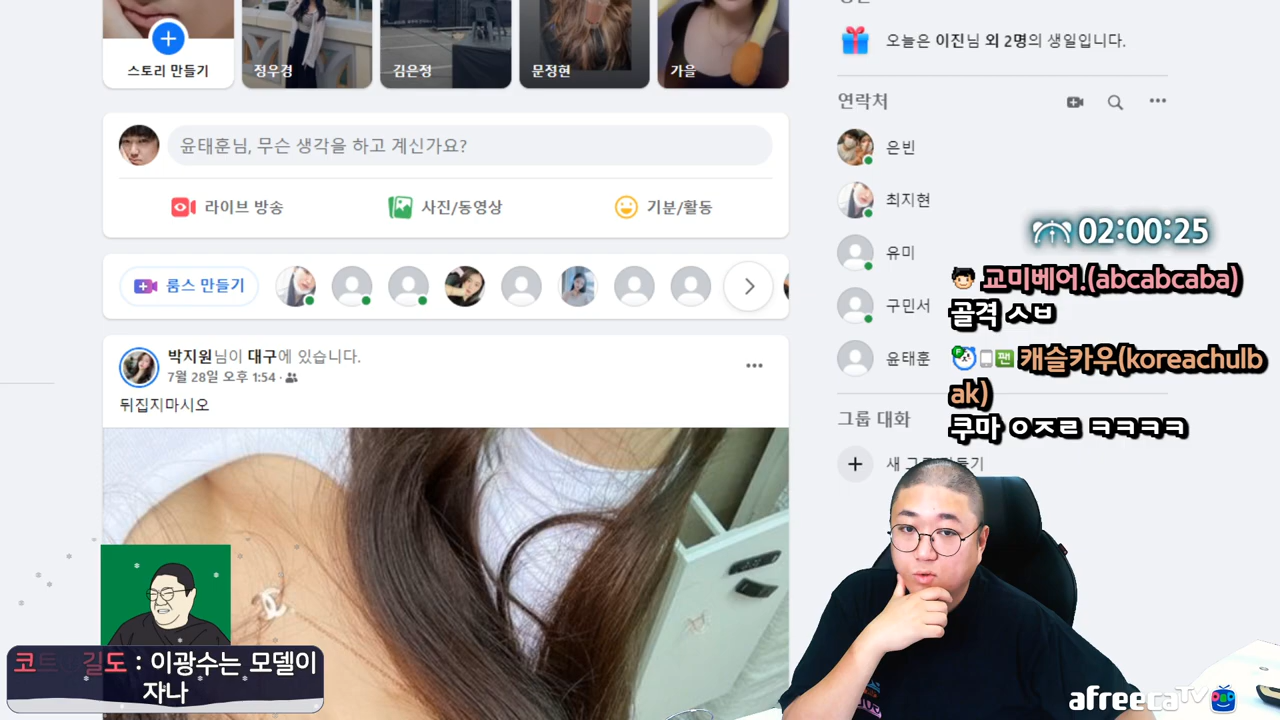 스토리 만들기
정우경
김은정
문정현
가을
윤태훈님, 무슨 생각을 하고 계신가요?
라이브 방송
사진/동영상
기분/활동
룸스 만들기
박지원님이 대구에 있습니다.
7월 28일 오후 1:54 ·
뒤집지마시오
오늘은 이진님 외 2명의 생일입니다.
연락처
은빈
최지현
유미
구민서
윤태훈
그룹 대화
02:00:25
교미베어.(abcabcaba)
골격 ㅅㅂ
팬 캐슬카우(koreachulb
ak)
쿠마 ㅇㅈㄹ ㅋㅋㅋㅋ
코트 길도 : 이광수는 모델이
자나
afreecaTV